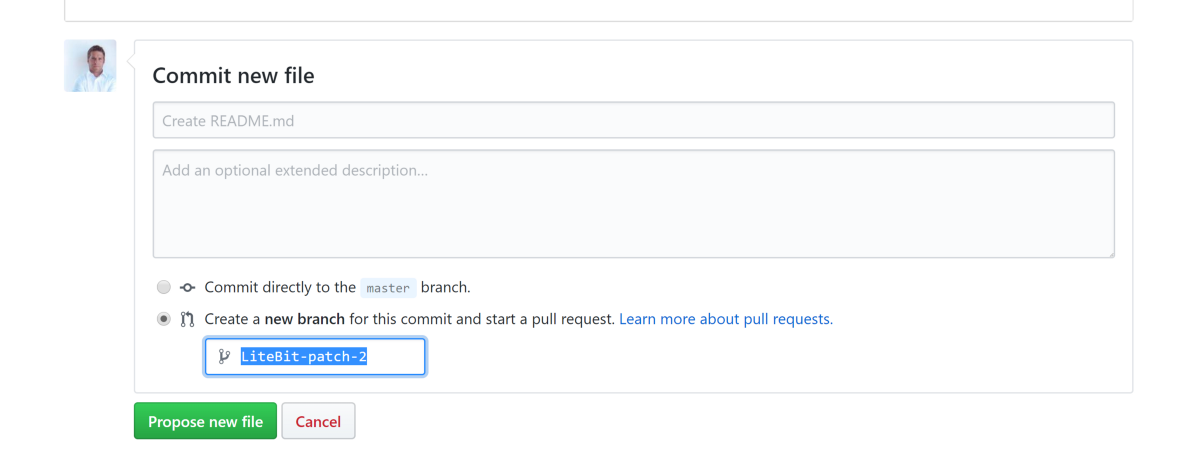 Commit new file
Create README.md
Add an optional extended description...
Commit directly to the master branch.
Create a new branch for this commit and start a pull request. Learn more about pull requests.
LiteBit-patch-2
Propose new file Cancel